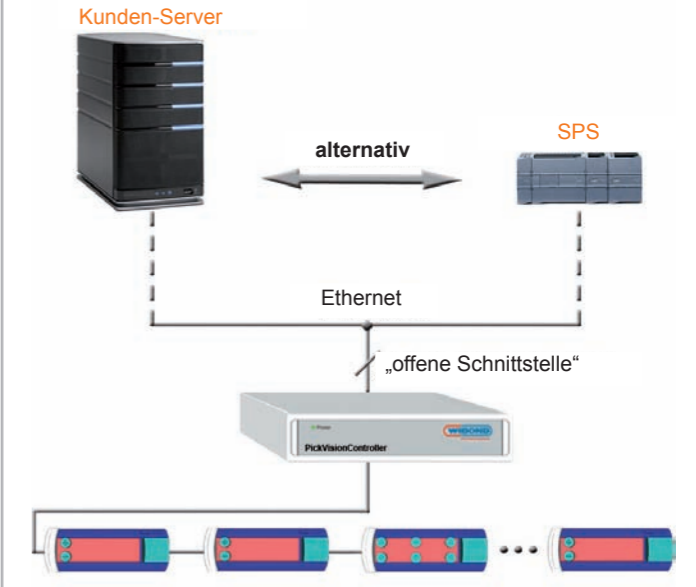 Kunden-Server
SPS
alternativ
Ethernet
„offene Schnittstelle“
Power
WIBOND
PickVisionController